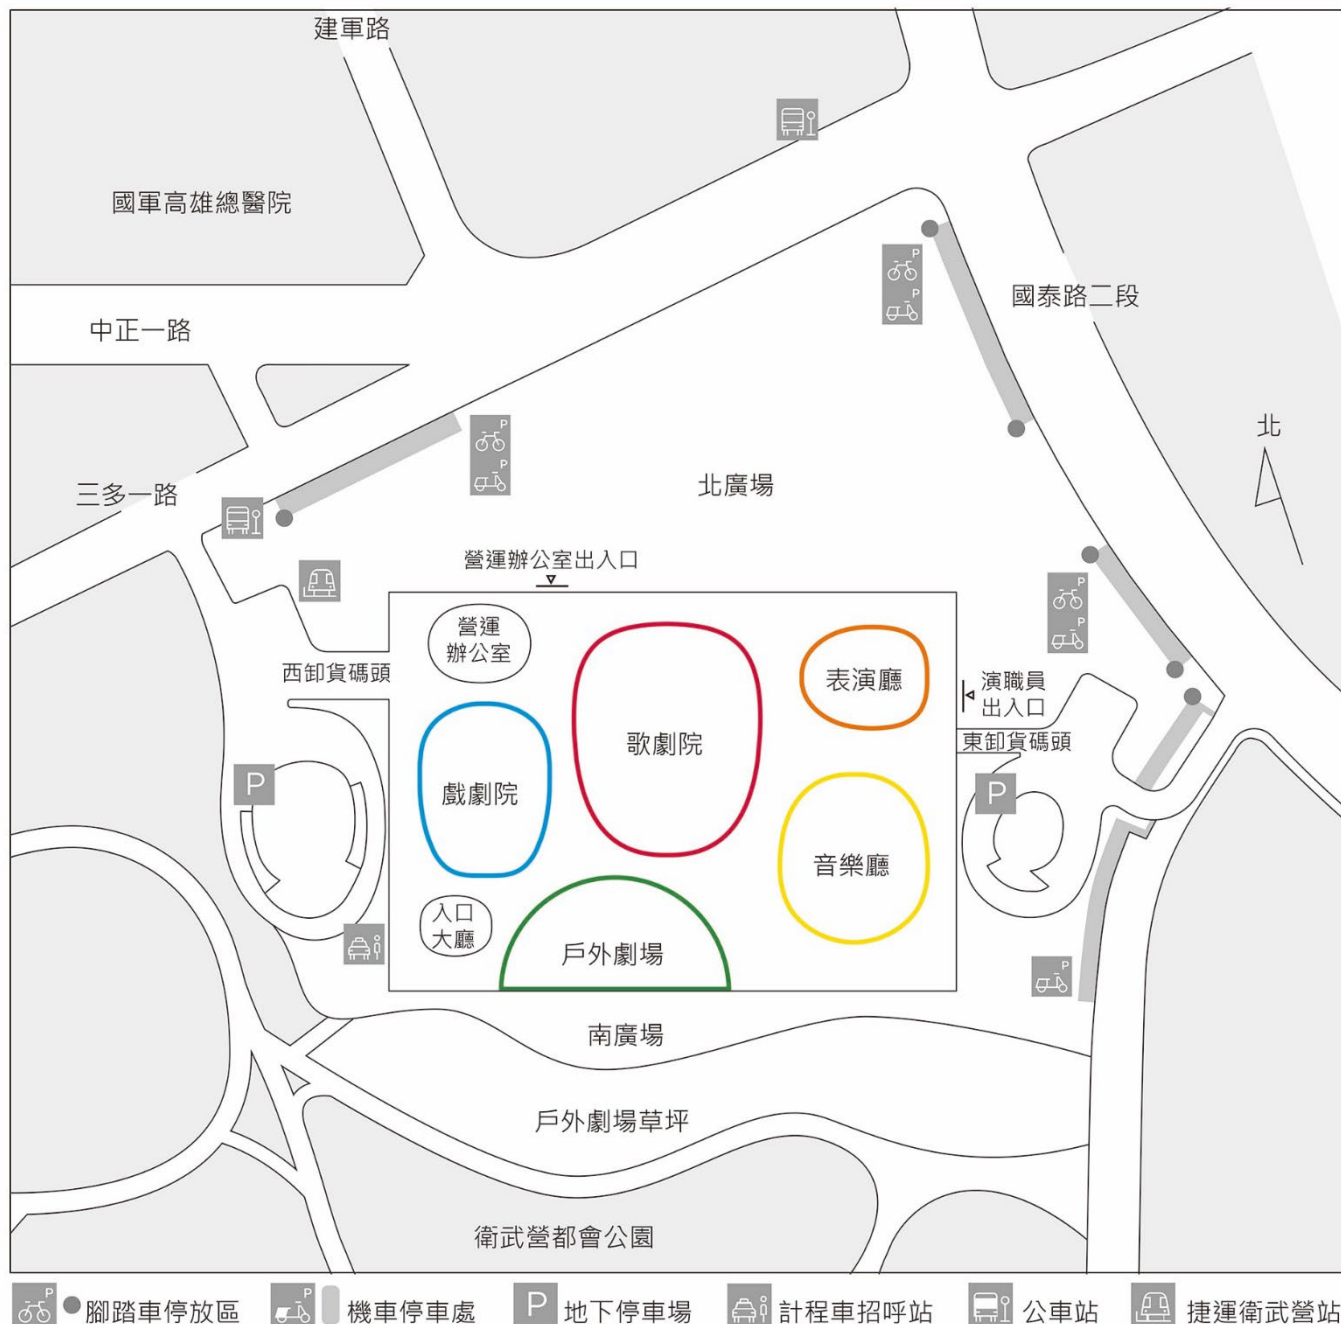 建軍路
國軍高雄總醫院
國泰路二段
中正一路
北
三多一路
北廣場
營運辦公室出入口
營運
辦公室
西卸貨碼頭
表演廳
演職員
出入口
歌劇院
東卸貨碼頭
戲劇院
P
P
音樂廳
入口
大廳
戶外劇場
南廣場
戶外劇場草坪
衛武營都會公園
P
P
P
P
P
P
P
P 腳踏車停放區
P 機車停車處
P 地下停車場
計程車招呼站
公車站
捷運衛武營站